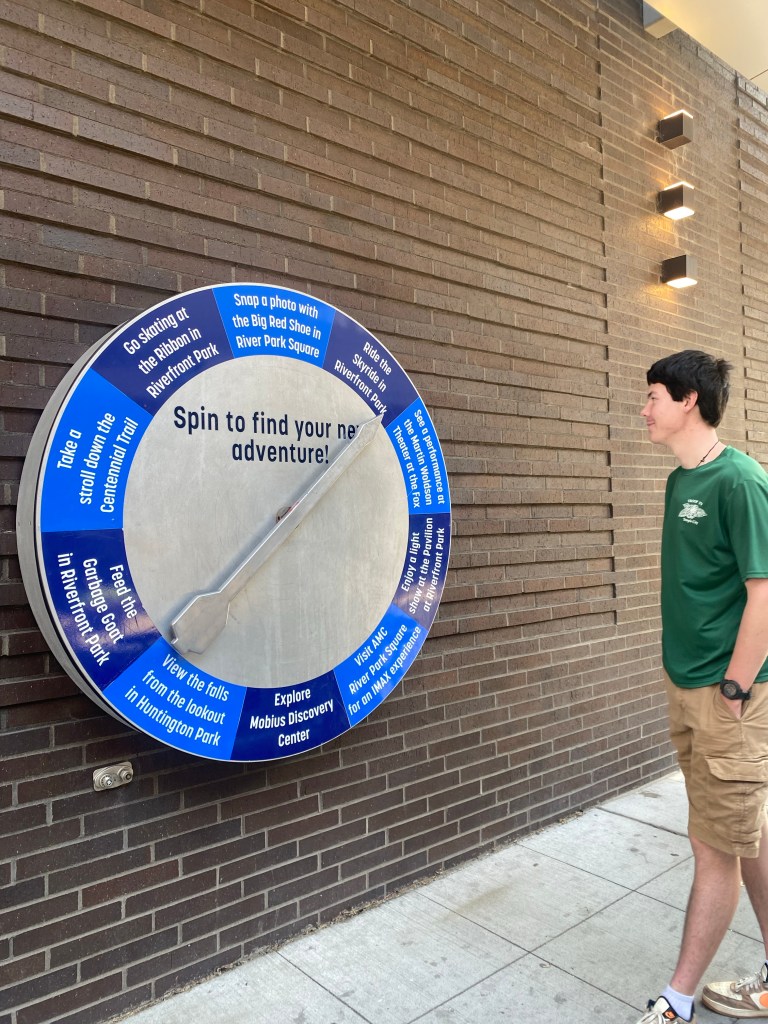 Spin to find your
adventure!
Snap a photo with
the Big Red Shoe in
River Park Square
Ride the
Skyride in
Riverfront Park
See a performance at
the Martin Woldson
Theater at the Fox
Enjoy a light
show at the Pavilion
at Riverfront Park
Visit AMC
River Park Square
for an IMAX experience
Explore
Mobius Discovery
Center
View the falls
from the lookout
in Huntington Park
Feed the
Garbage Goat
in Riverfront Park
Take a
stroll down the
Centennial Trail
Go skating at
the Ribbon in
Riverfront Park